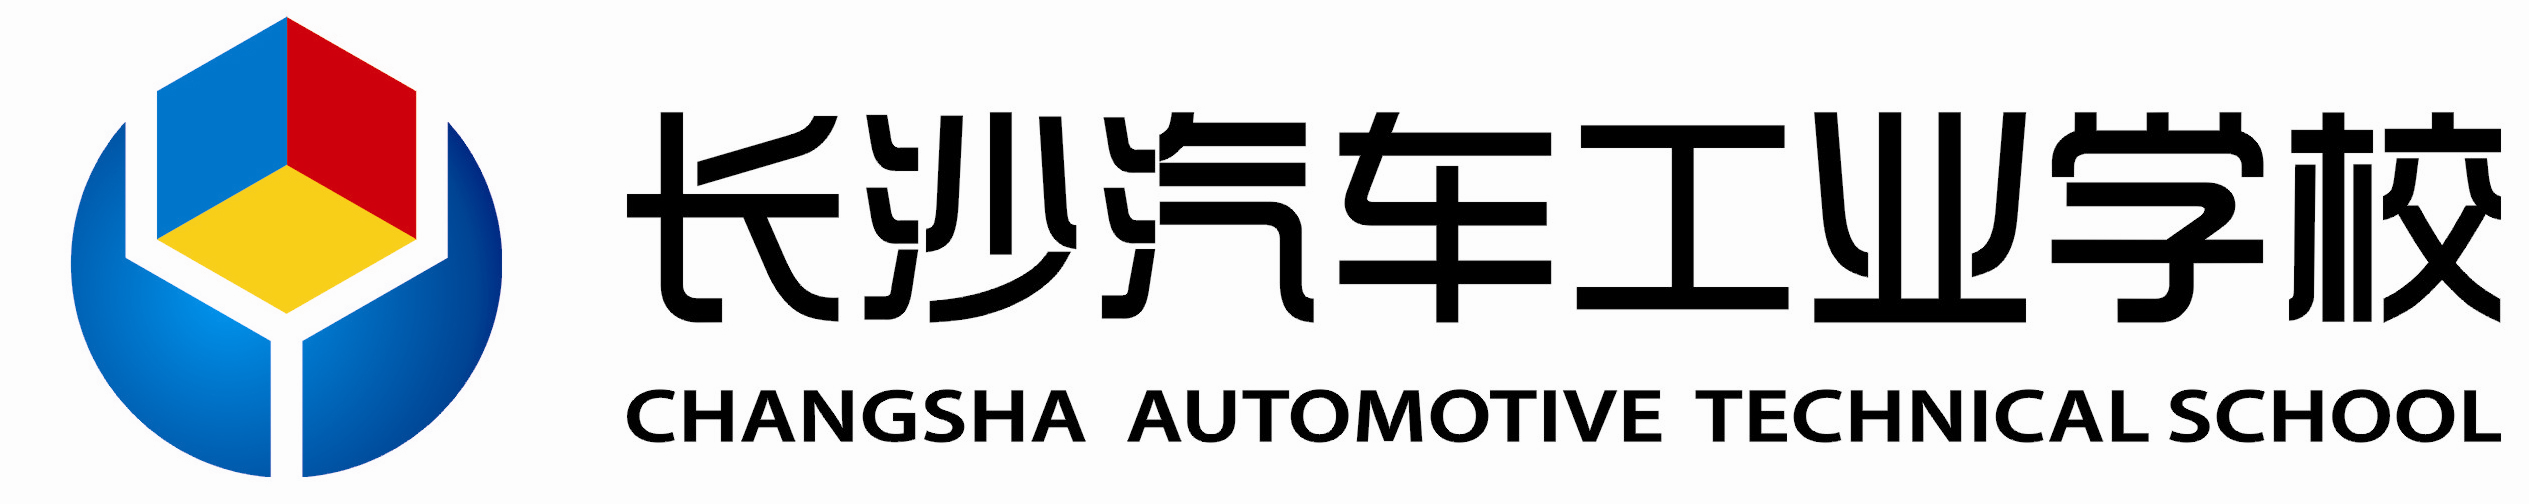 长沙汽车工业学校
CHANGSHA AUTOMOTIVE TECHNICAL SCHOOL